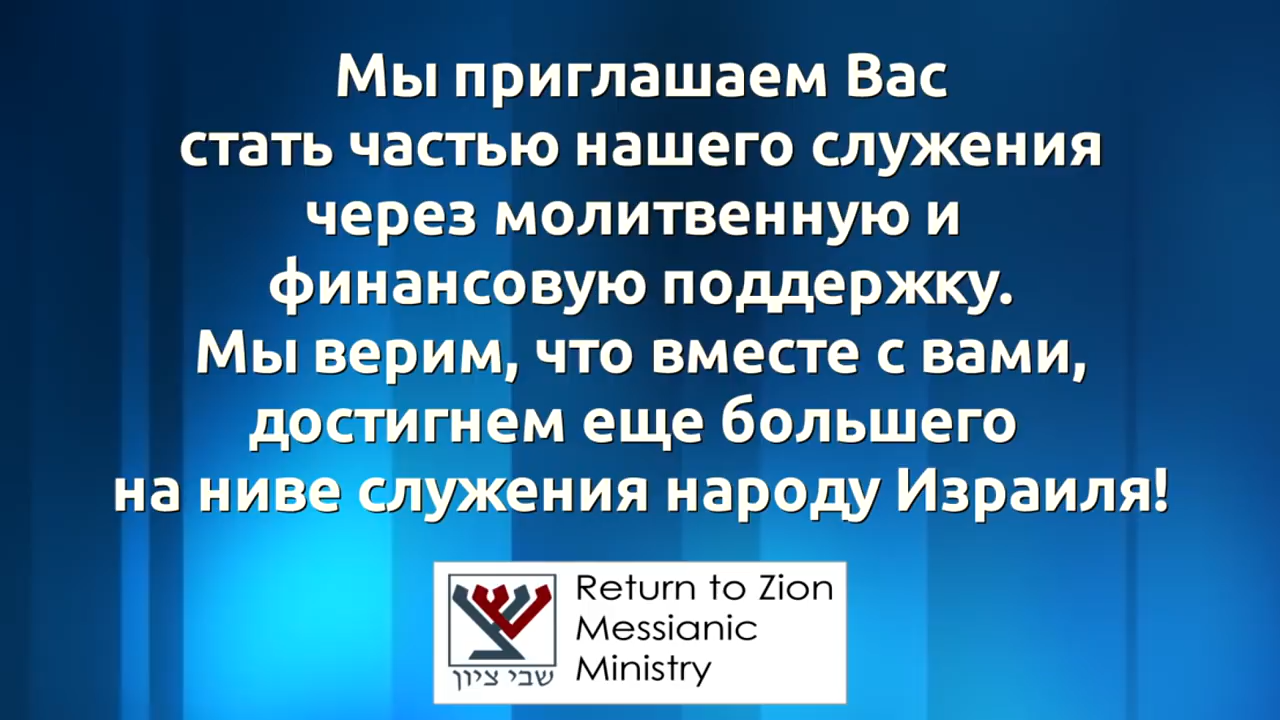 Мы приглашаем Вас
стать частью нашего служения
через молитвенную и
финансовую поддержку.
Мы верим, что вместе с вами,
достигнем еще большего
на ниве служения народу Израиля!
Return to Zion
Messianic
Ministry
שבי ציון